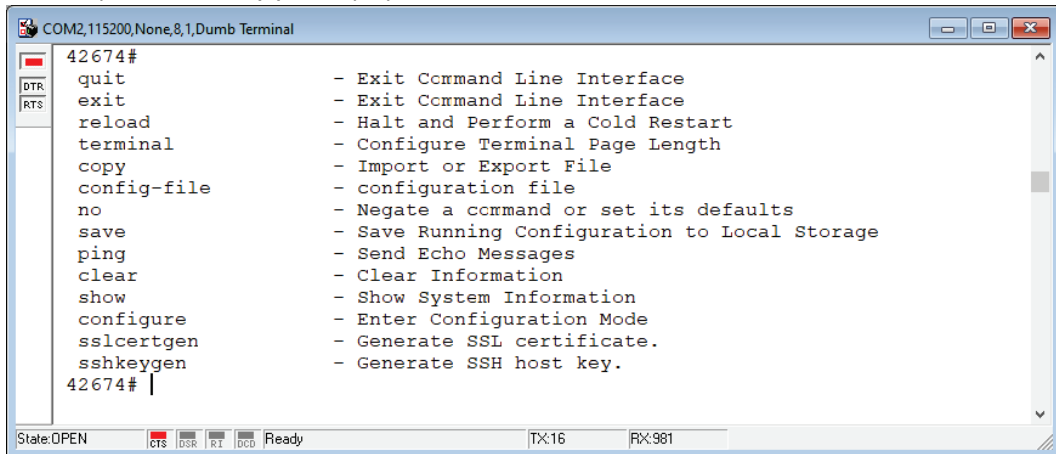 COM2,115200,None,8,1,Dumb Terminal
42674#
DTR
RTS
quit - Exit Command Line Interface
exit - Exit Command Line Interface
reload - Halt and Perform a Cold Restart
terminal - Configure Terminal Page Length
copy - Import or Export File
config-file - configuration file
no - Negate a command or set its defaults
save - Save Running Configuration to Local Storage
ping - Send Echo Messages
clear - Clear Information
show - Show System Information
configure - Enter Configuration Mode
sslcertgen - Generate SSL certificate.
sshkeygen - Generate SSH host key.
42674#
State:OPEN CTS DSR RI DCD Ready TX:16 RX:981